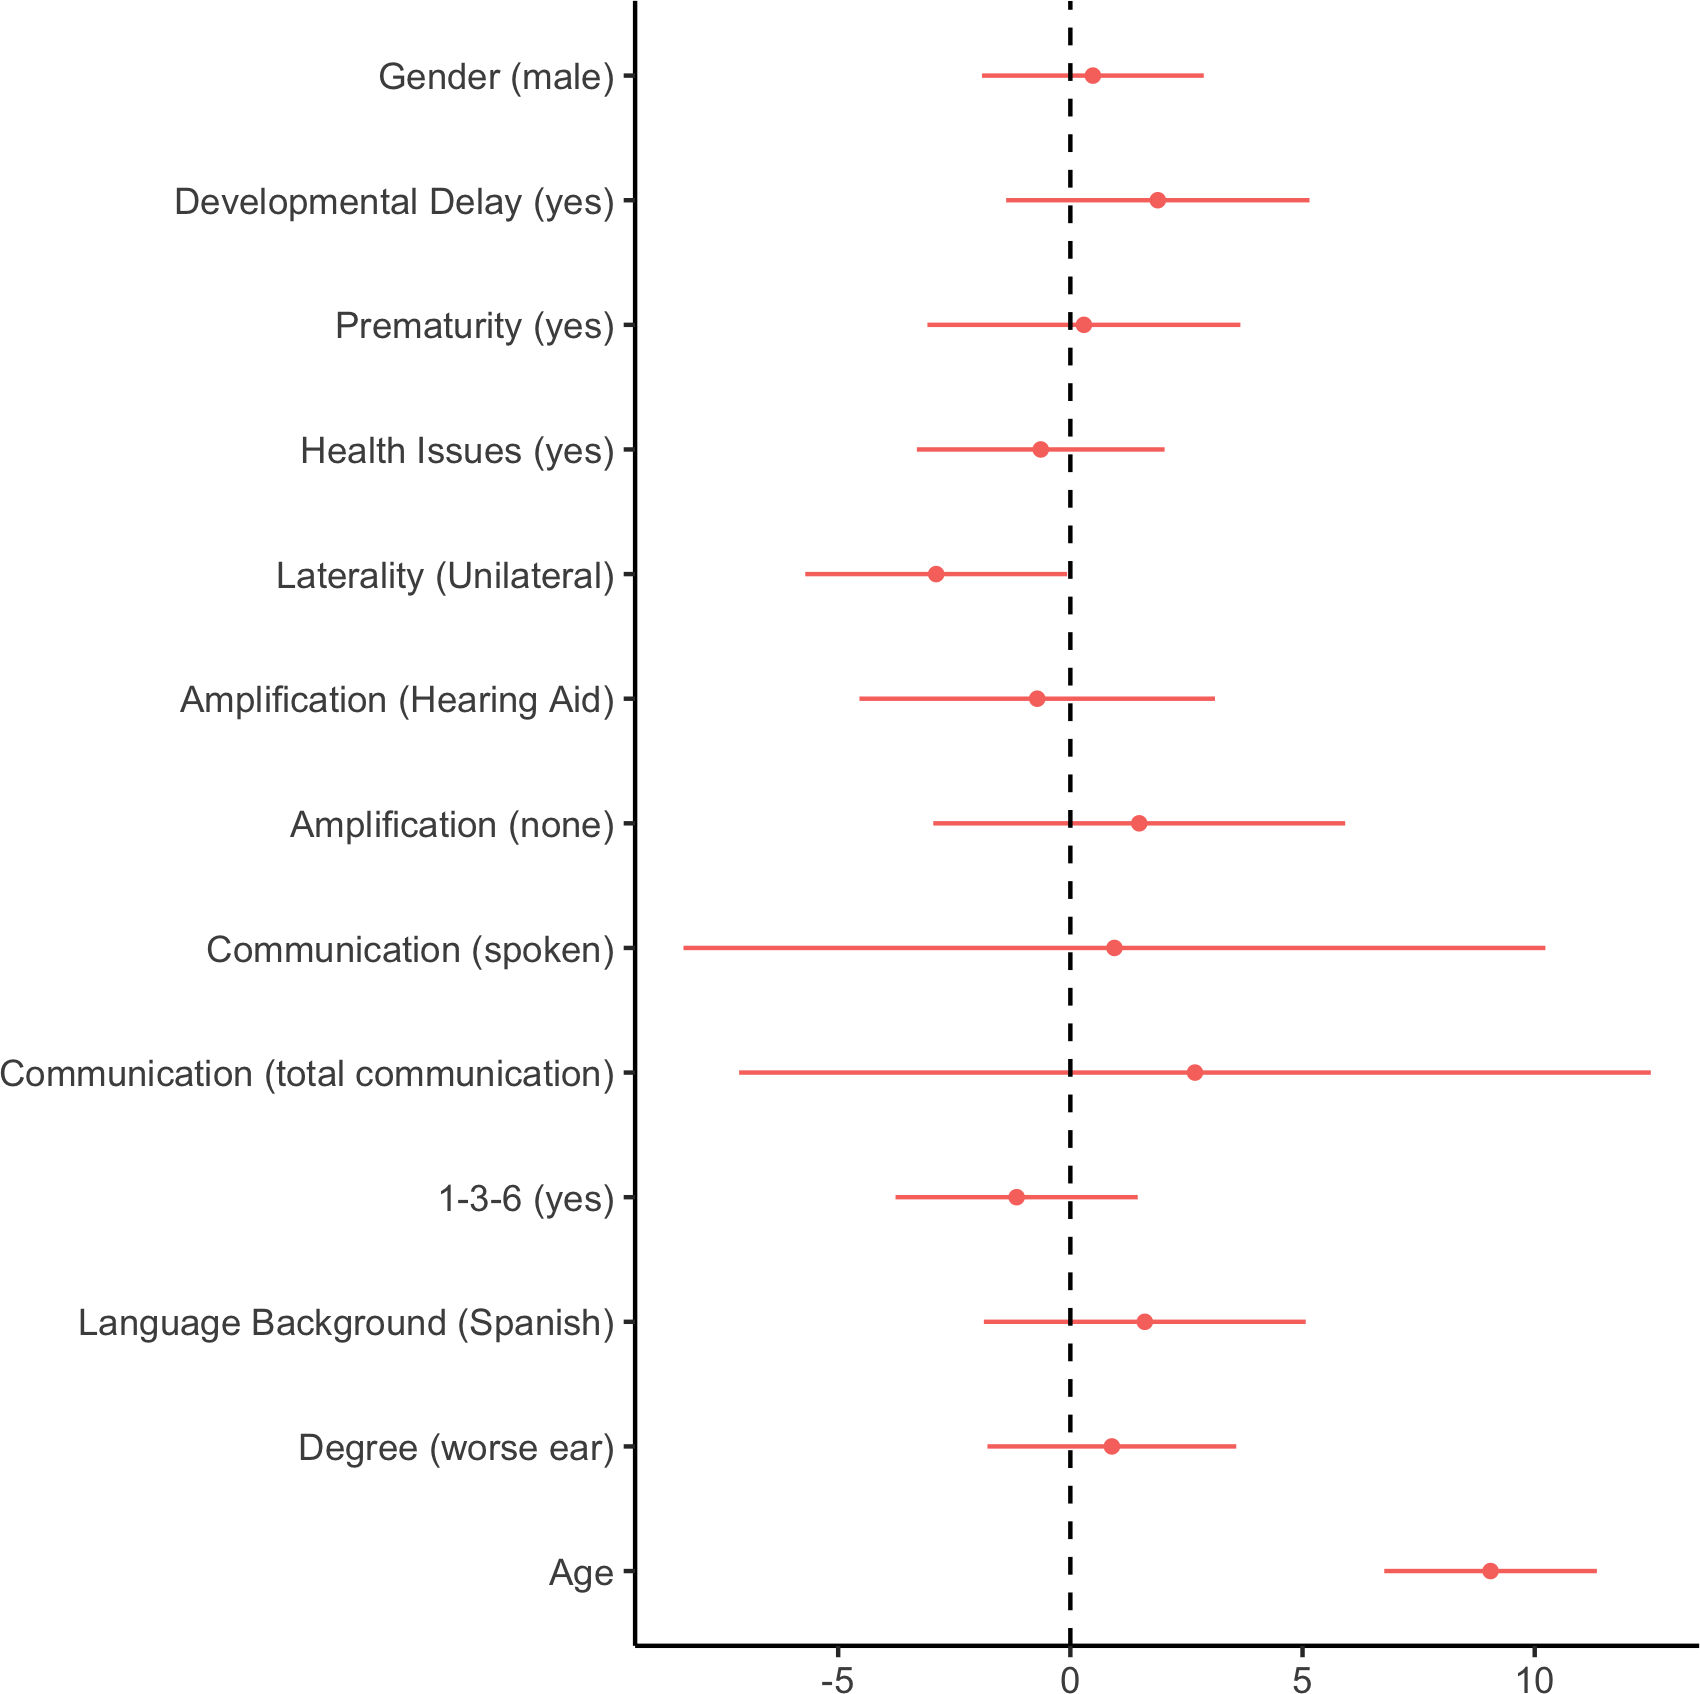 Gender (male)
Developmental Delay (yes)
Prematurity (yes)
Health Issues (yes)
Laterality (Unilateral)
Amplification (Hearing Aid)
Amplification (none)
Communication (spoken)
Communication (total communication)
1-3-6 (yes)
Language Background (Spanish)
Degree (worse ear)
Age
-5 0 5 10